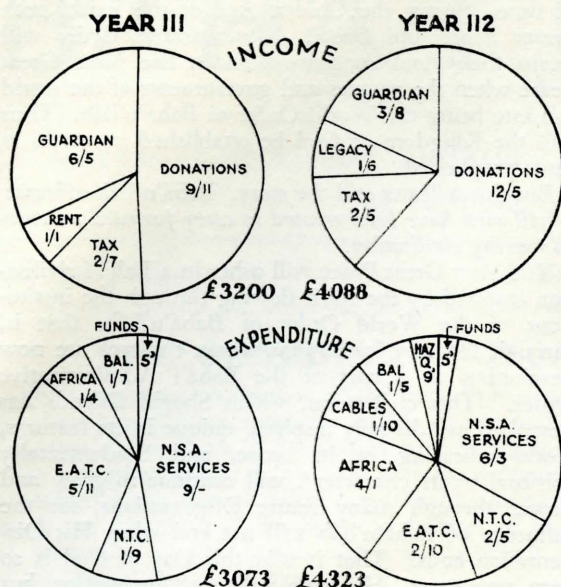 YEAR III
YEAR II2
INCOME
GUARDIAN
6/5
DONATIONS
9/11
RENT
1/1
TAX
2/7
GUARDIAN
3/8
LEGACY
1/6
DONATIONS
12/5
TAX
2/5
£3200
£4088
EXPENDITURE
FUNDS
5ᴰ
BAL.
1/7
AFRICA
1/4
N.S.A.
SERVICES
9/-
E.A.T.C.
5/11
N.T.C.
1/9
FUNDS
5ᴰ
HAZ
Q.
9ᴰ
BAL
1/5
CABLES
1/10
N.S.A.
SERVICES
6/3
AFRICA
4/1
N.T.C.
2/5
E.A.T.C.
2/10
£3073
£4323